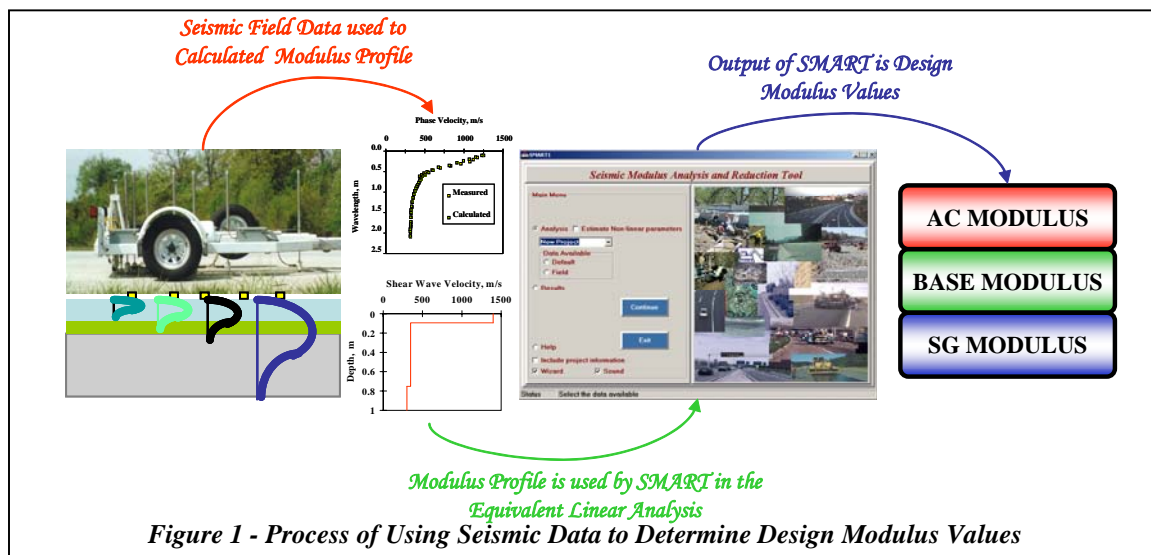 Seismic Field Data used to
Calculated Modulus Profile
Output of SMART is Design
Modulus Values
Phase Velocity, m/s
0 500 1000 1500
0.0
0.5
1.0
1.5
2.0
2.5
Wavelength, m
Measured
Calculated
Shear Wave Velocity, m/s
0 500 1000 1500
0
0.2
0.4
0.6
0.8
1
Depth, m
SMART1
Seismic Modulus Analysis and Reduction Tool
Main Menu
Analysis Estimate Non-linear parameters
New Project
Data Available
Default
Field
Results
Continue
Exit
Help
Include project information
Wizard Sound
Status Select the data available
AC MODULUS
BASE MODULUS
SG MODULUS
Modulus Profile is used by SMART in the
Equivalent Linear Analysis
Figure 1 - Process of Using Seismic Data to Determine Design Modulus Values